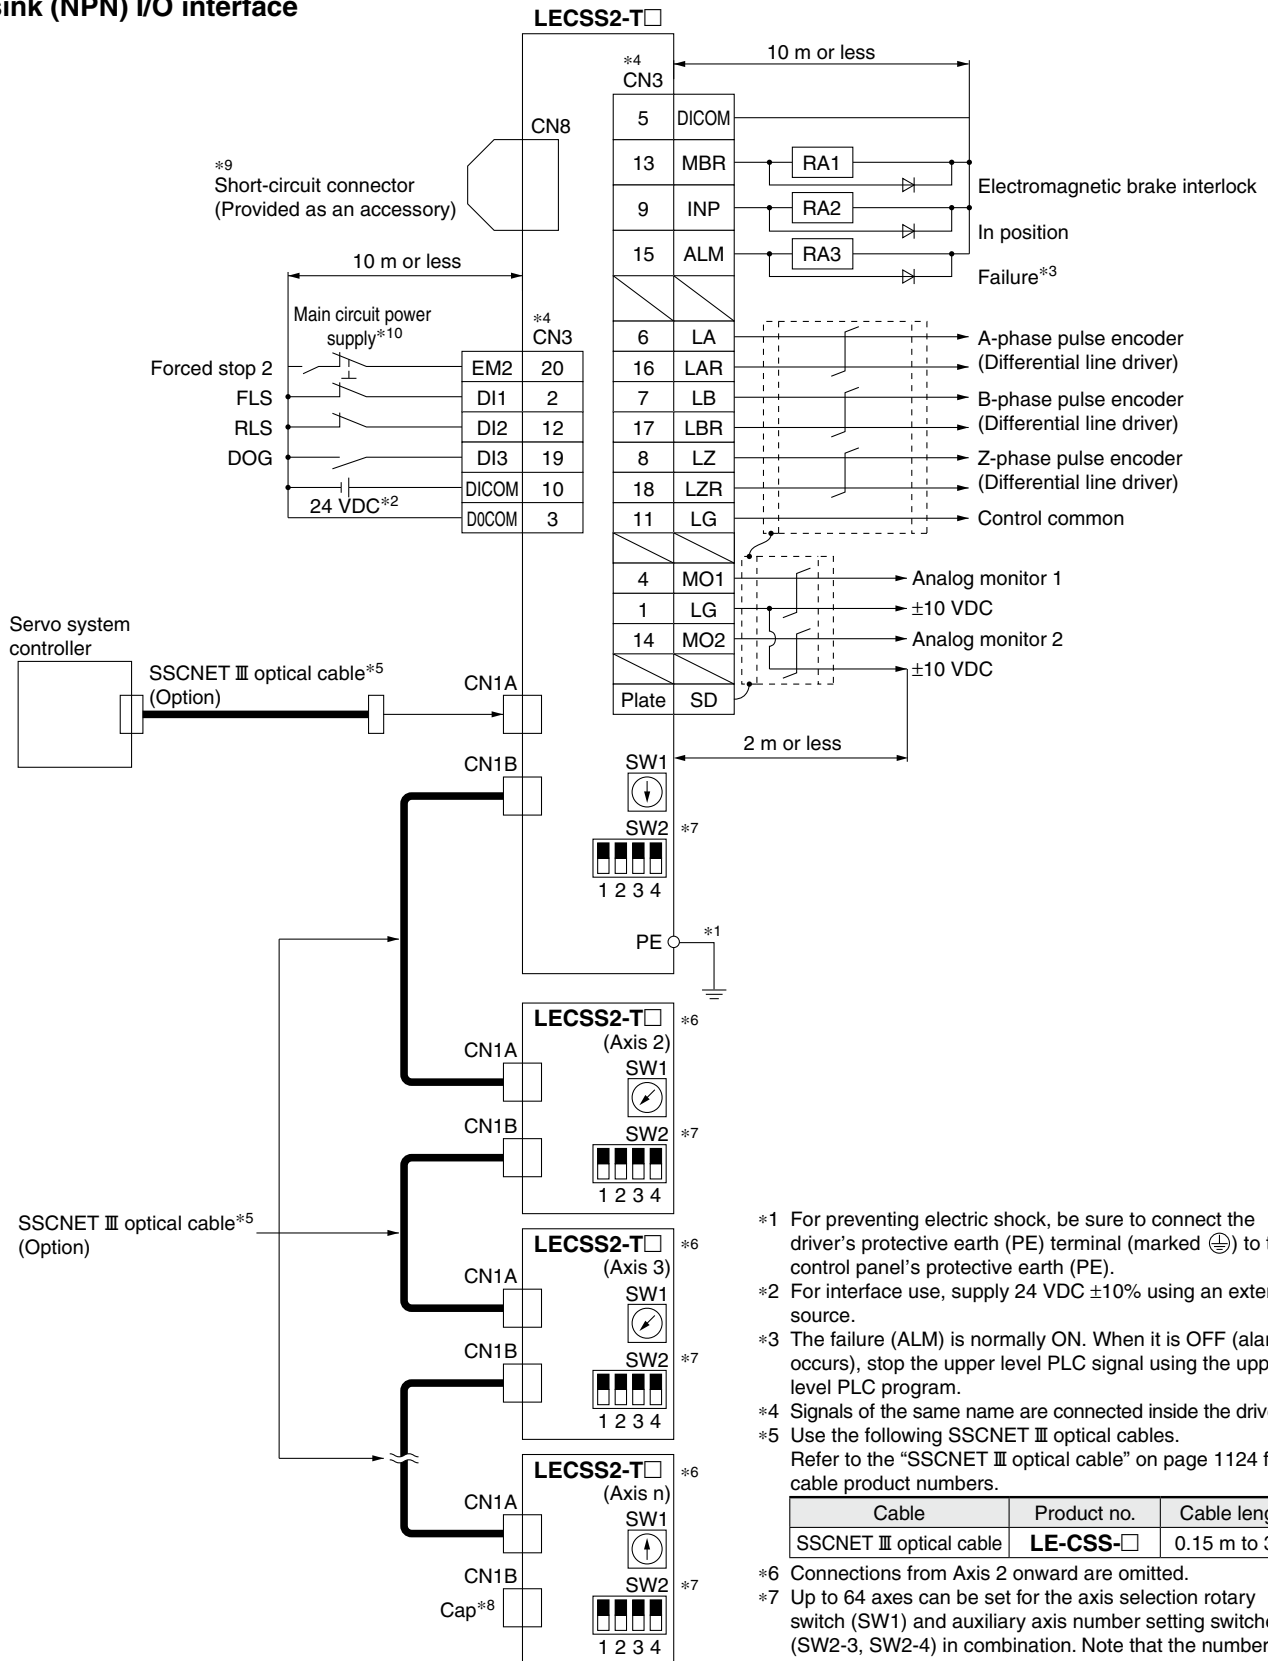 sink (NPN) I/O interface
LECSS2-T□
10 m or less
*4
CN3
5 DICOM
CN8
13 MBR RA1
*9
Short-circuit connector
(Provided as an accessory)
Electromagnetic brake interlock
9 INP RA2
In position
15 ALM RA3
Failure*3
10 m or less
Main circuit power
supply*10
*4
CN3
Forced stop 2 EM2 20
FLS DI1 2
RLS DI2 12
DOG DI3 19
DICOM 10
24 VDC*2
D0COM 3
6 LA A-phase pulse encoder
16 LAR (Differential line driver)
7 LB B-phase pulse encoder
17 LBR (Differential line driver)
8 LZ Z-phase pulse encoder
18 LZR (Differential line driver)
11 LG Control common
4 MO1 Analog monitor 1
1 LG ±10 VDC
14 MO2 Analog monitor 2
±10 VDC
Plate SD
2 m or less
Servo system
controller
SSCNET Ⅲ optical cable*5
(Option)
CN1A
CN1B
SW1
SW2 *7
1 2 3 4
PE *1
LECSS2-T□ *6
(Axis 2)
CN1A
SW1
CN1B
SW2 *7
1 2 3 4
SSCNET Ⅲ optical cable*5
(Option)
LECSS2-T□ *6
(Axis 3)
CN1A
SW1
CN1B
SW2 *7
1 2 3 4
LECSS2-T□ *6
(Axis n)
CN1A
SW1
CN1B
Cap*8
SW2 *7
1 2 3 4
*1 For preventing electric shock, be sure to connect the
driver's protective earth (PE) terminal (marked ) to
control panel's protective earth (PE).
*2 For interface use, supply 24 VDC ±10% using an
source.
*3 The failure (ALM) is normally ON. When it is OFF
occurs), stop the upper level PLC signal using the
level PLC program.
*4 Signals of the same name are connected inside the
*5 Use the following SSCNET Ⅲ optical cables.
Refer to the “SSCNET Ⅲ optical cable” on page 1124
cable product numbers.
Cable Product no. Cable
SSCNET Ⅲ optical cable LE-CSS-□ 0.15 m to
*6 Connections from Axis 2 onward are omitted.
*7 Up to 64 axes can be set for the axis selection rotary
switch (SW1) and auxiliary axis number setting
(SW2-3, SW2-4) in combination. Note that the number